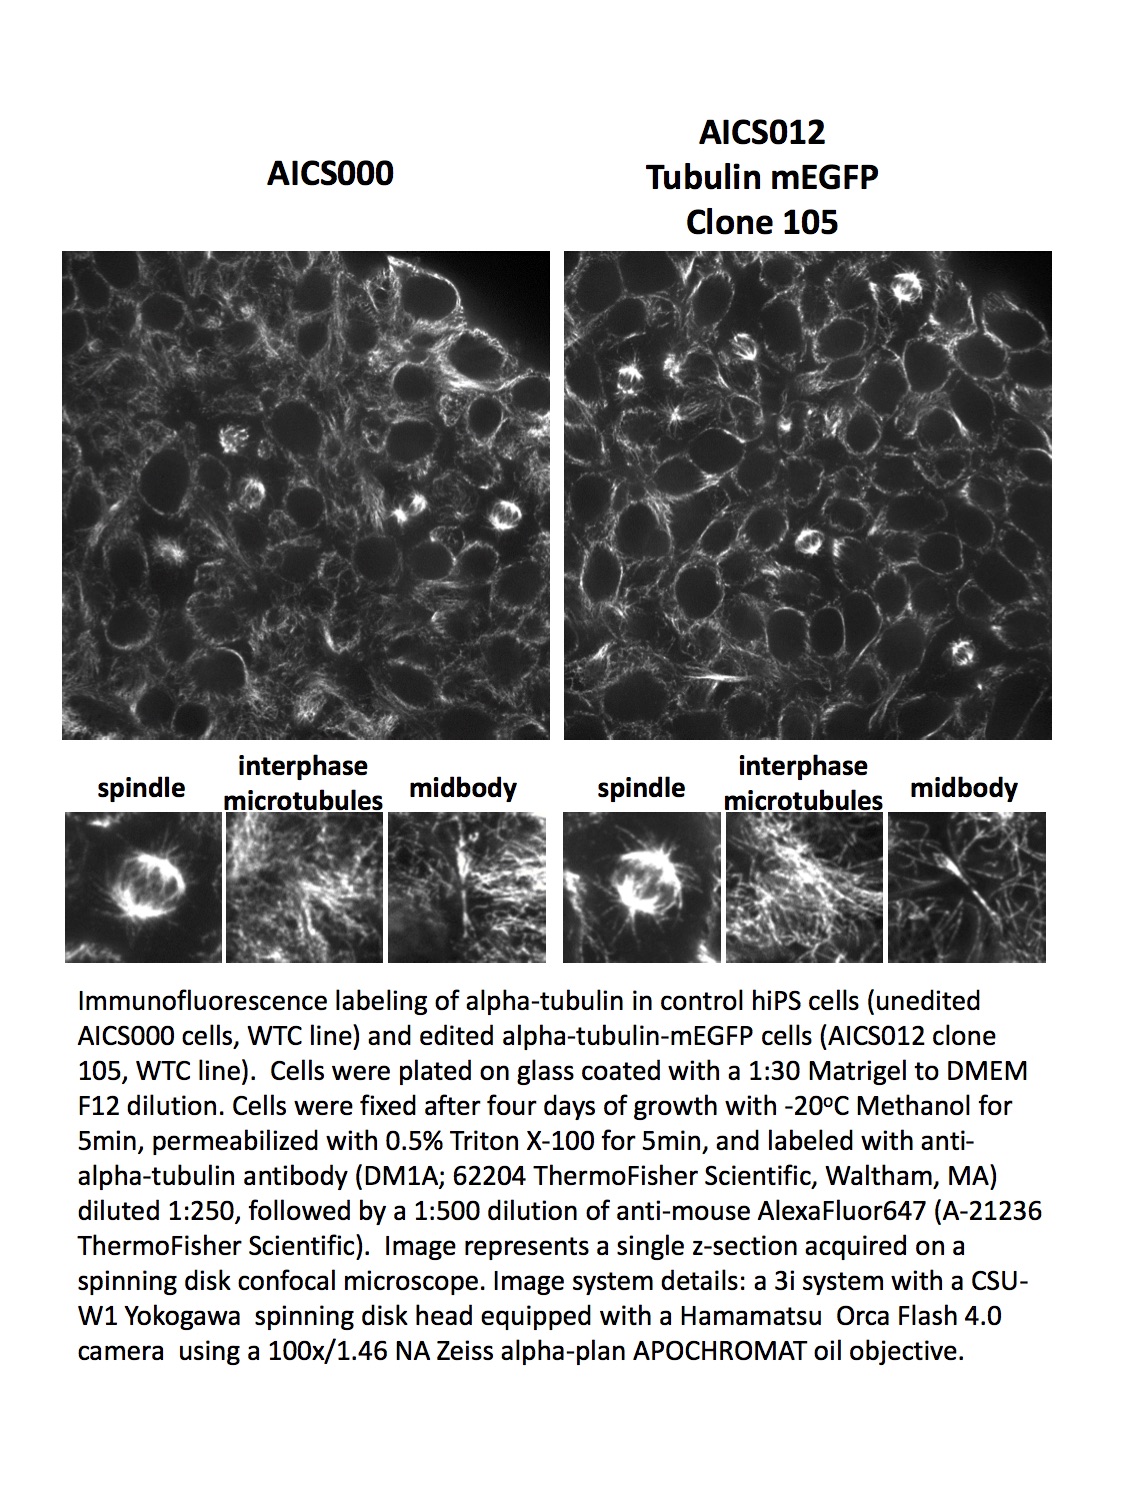 AICS000
AICS012
Tubulin mEGFP
Clone 105
spindle
interphase
microtubules
midbody
spindle
interphase
microtubules
midbody
Immunofluorescence labeling of alpha-tubulin in control hiPS cells (unedited
AICS000 cells, WTC line) and edited alpha-tubulin-mEGFP cells (AICS012 clone
105, WTC line).  Cells were plated on glass coated with a 1:30 Matrigel to DMEM
F12 dilution. Cells were fixed after four days of growth with -20ºC Methanol for
5min, permeabilized with 0.5% Triton X-100 for 5min, and labeled with anti-
alpha-tubulin antibody (DM1A; 62204 ThermoFisher Scientific, Waltham, MA)
diluted 1:250, followed by a 1:500 dilution of anti-mouse AlexaFluor647 (A-21236
ThermoFisher Scientific).  Image represents a single z-section acquired on a
spinning disk confocal microscope. Image system details: a 3i system with a CSU-
W1 Yokogawa  spinning disk head equipped with a Hamamatsu  Orca Flash 4.0
camera  using a 100x/1.46 NA Zeiss alpha-plan APOCHROMAT oil objective.